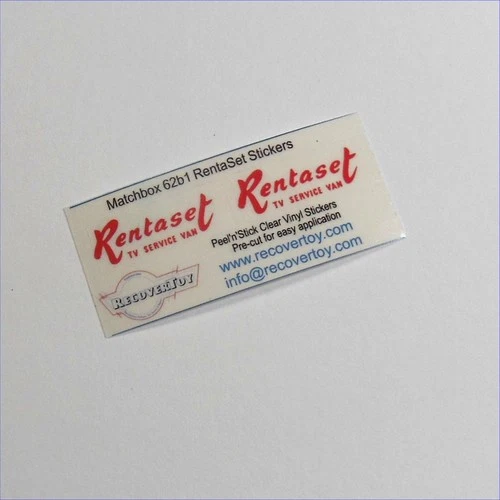 Matchbox 62b1 RentaSet Stickers
Rentaset
TV SERVICE VAN
Rentaset
TV SERVICE VAN
Peel'n'Stick Clear Vinyl Stickers
Pre-cut for easy application
www.recovertoy.com
info@recovertoy.com
RECOVERTOY